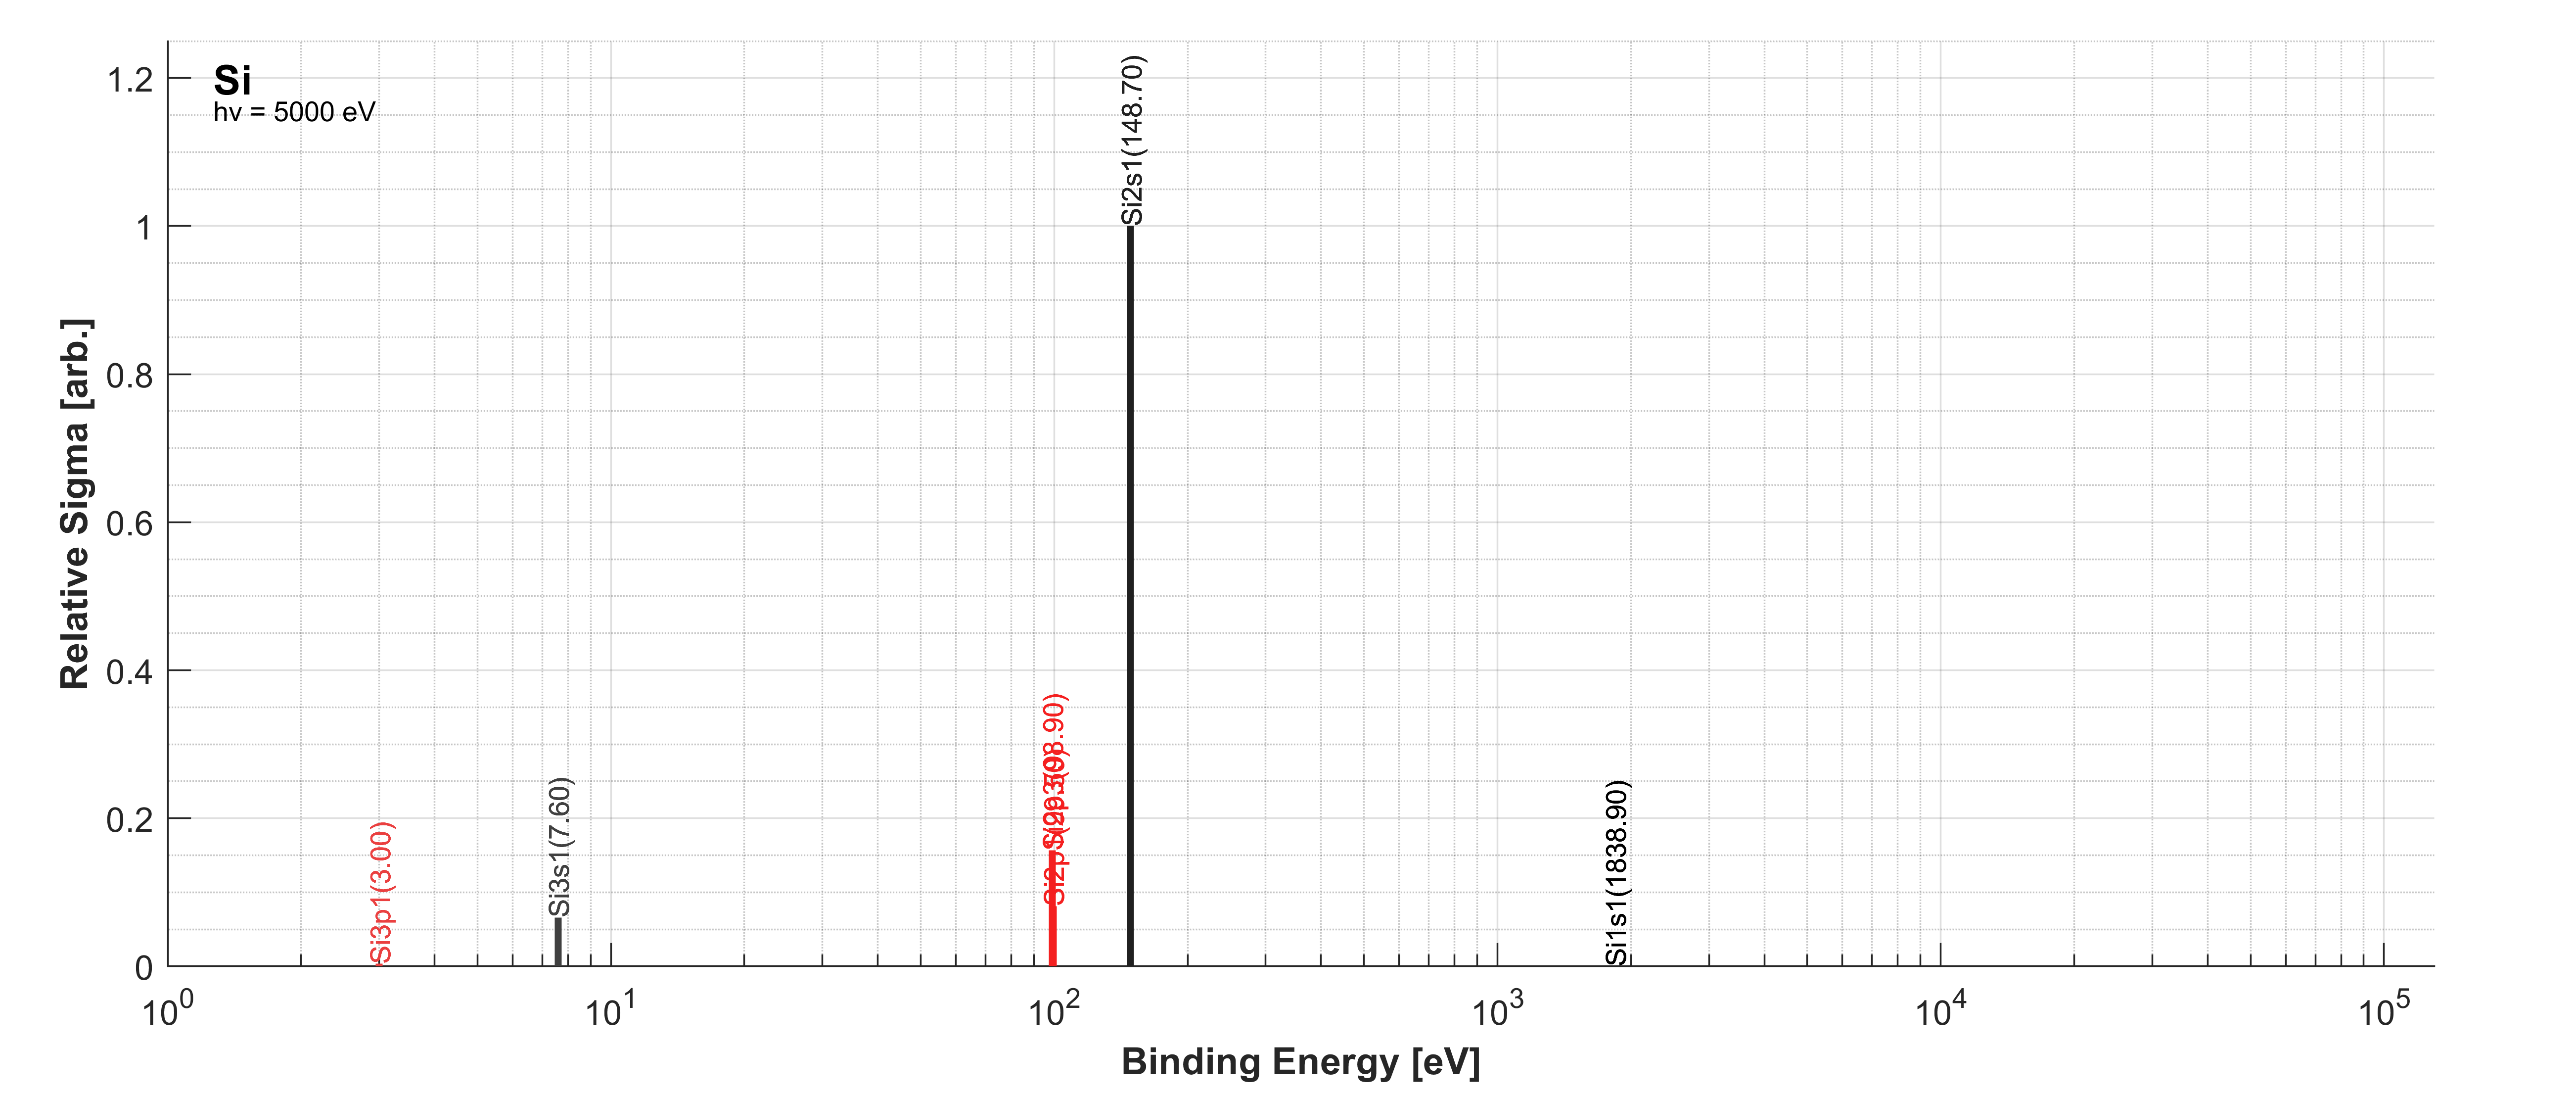 Si
hv = 5000 eV
Relative Sigma [arb.]
1.2
1
0.8
0.6
0.4
0.2
0
Si3p1(3.00)
Si3s1(7.60)
Si2s1(148.70)
Si1s1(1838.90)
10^0
10^1
10^2
10^3
10^4
10^5
Binding Energy [eV]